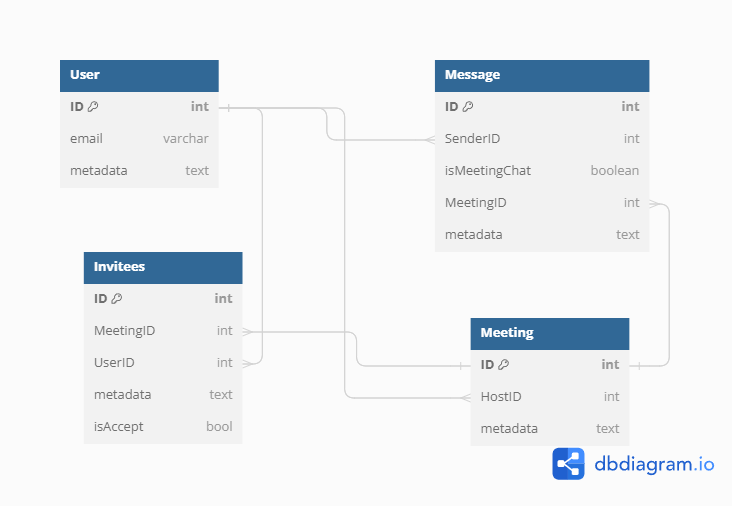 User
ID int
email varchar
metadata text
Message
ID int
SenderID int
isMeetingChat boolean
MeetingID int
metadata text
Invitees
ID int
MeetingID int
UserID int
metadata text
isAccept bool
Meeting
ID int
HostID int
metadata text
dbdiagram.io